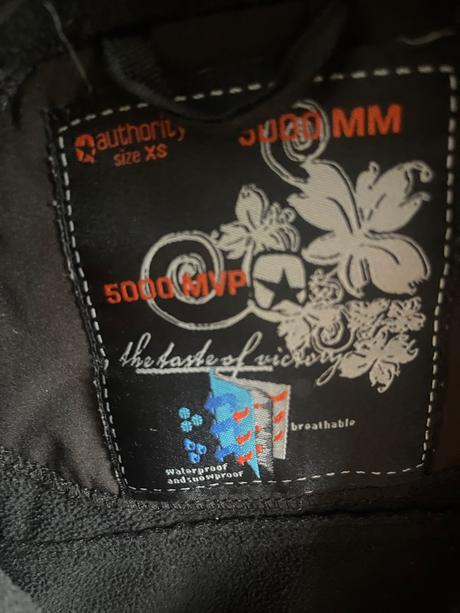 authority
size XS
5000 MM
5000 MVP
the taste of victory
breathable
waterproof
and snowproof